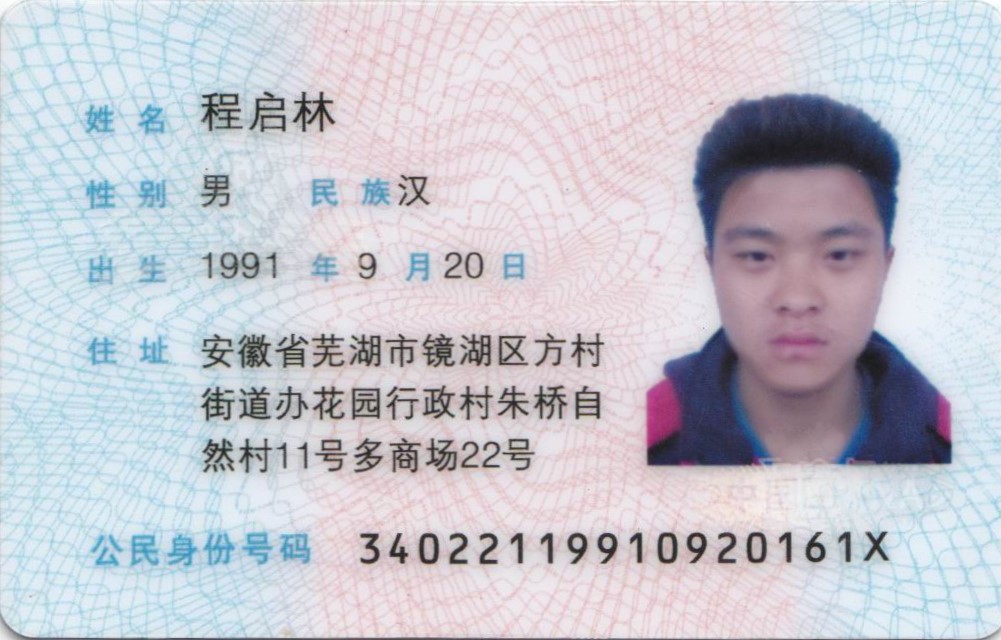 姓名 程启林
性别 男 民族 汉
出生 1991 年 9 月 20 日
住址 安徽省芜湖市镜湖区方村
街道办花园行政村朱桥自
然村11号多商场22号
公民身份号码 34022119910920161X